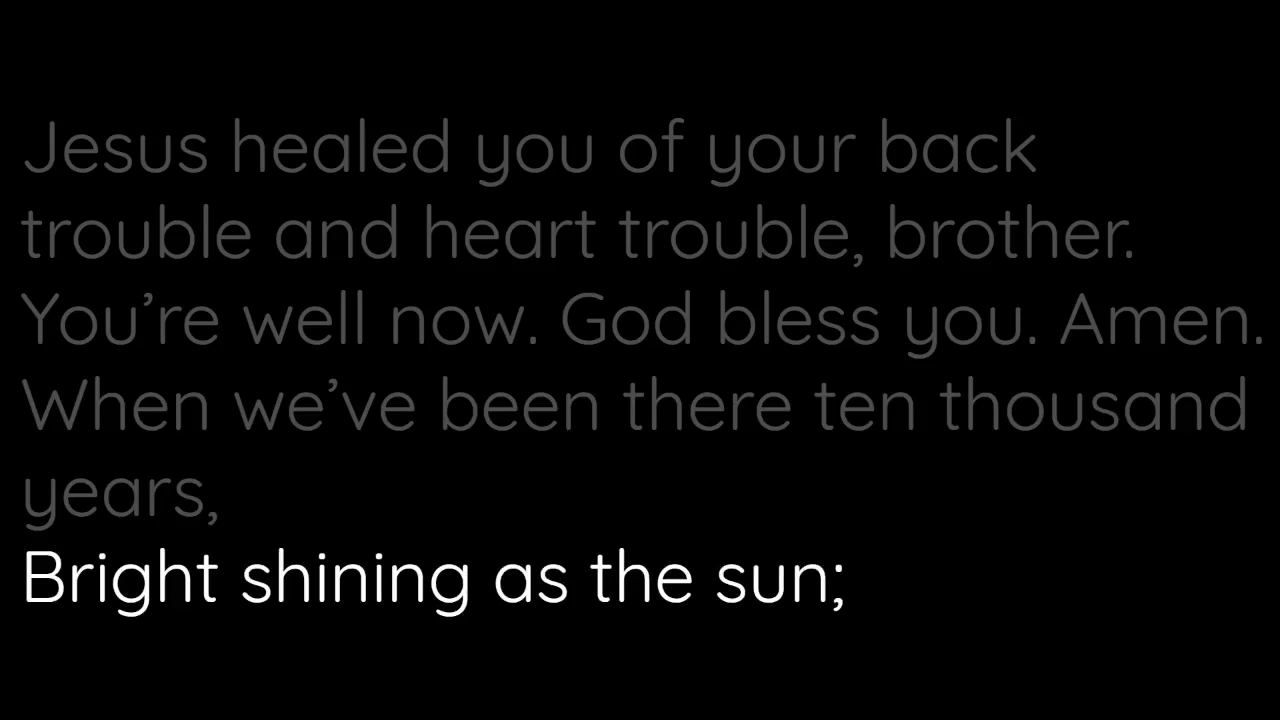 Jesus healed you of your back
trouble and heart trouble, brother.
You’re well now. God bless you. Amen.
When we’ve been there ten thousand
years,
Bright shining as the sun;